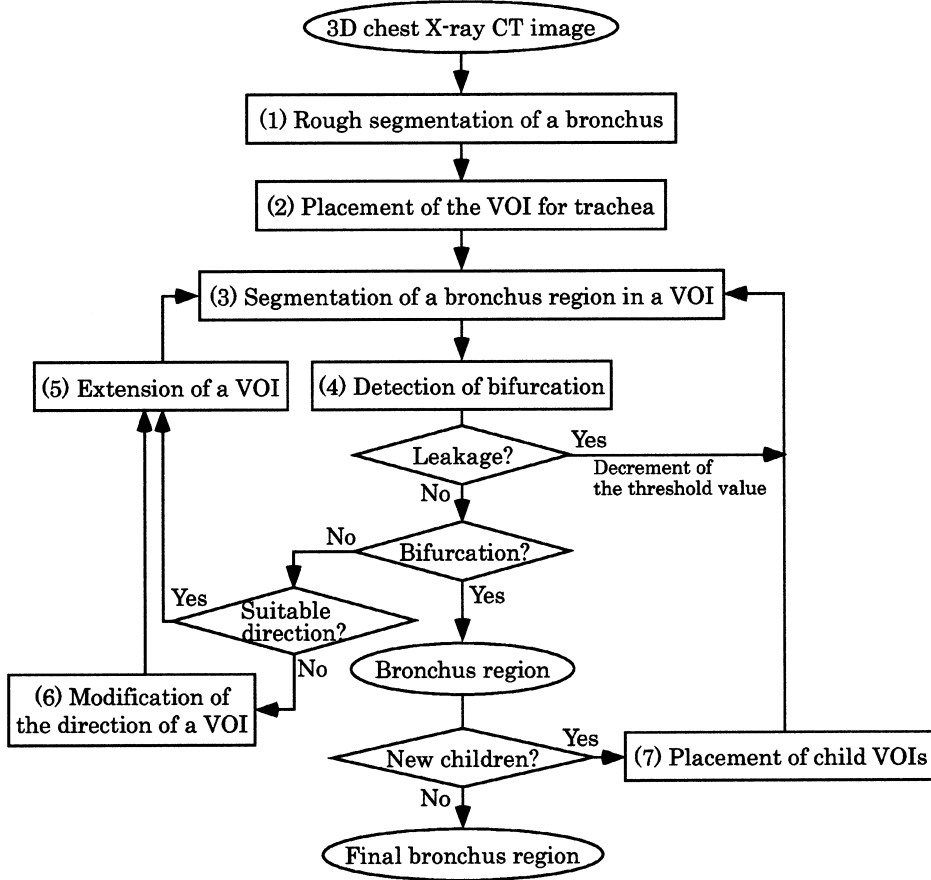 3D chest X-ray CT image
(1) Rough segmentation of a bronchus
(2) Placement of the VOI for trachea
(3) Segmentation of a bronchus region in a VOI
(5) Extension of a VOI
(4) Detection of bifurcation
Leakage?
Yes
Decrement of
the threshold value
No
Bifurcation?
No
Yes
Suitable
direction?
Yes
No
(6) Modification of
the direction of a VOI
Bronchus region
New children?
Yes
(7) Placement of child VOIs
No
Final bronchus region